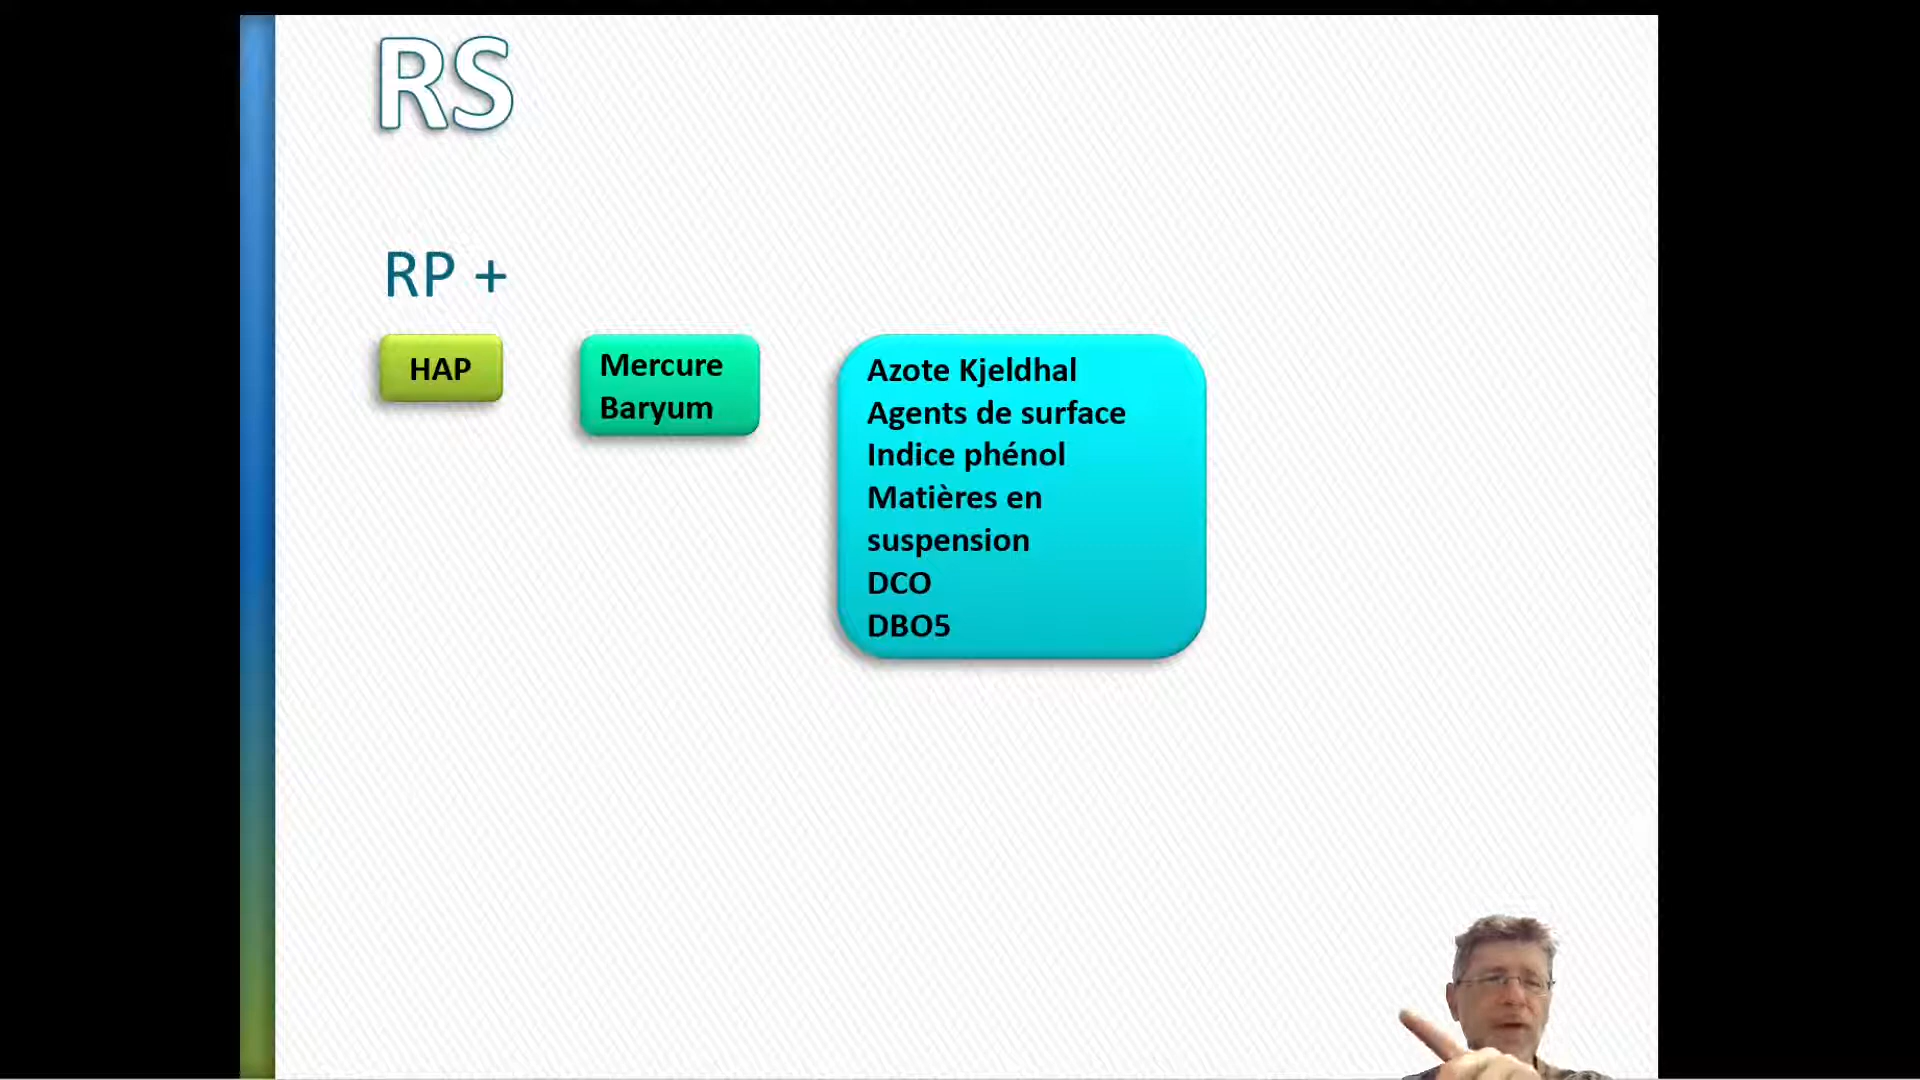 RS
RP +
HAP
Mercure
Baryum
Azote Kjeldhal
Agents de surface
Indice phénol
Matières en
suspension
DCO
DBO5